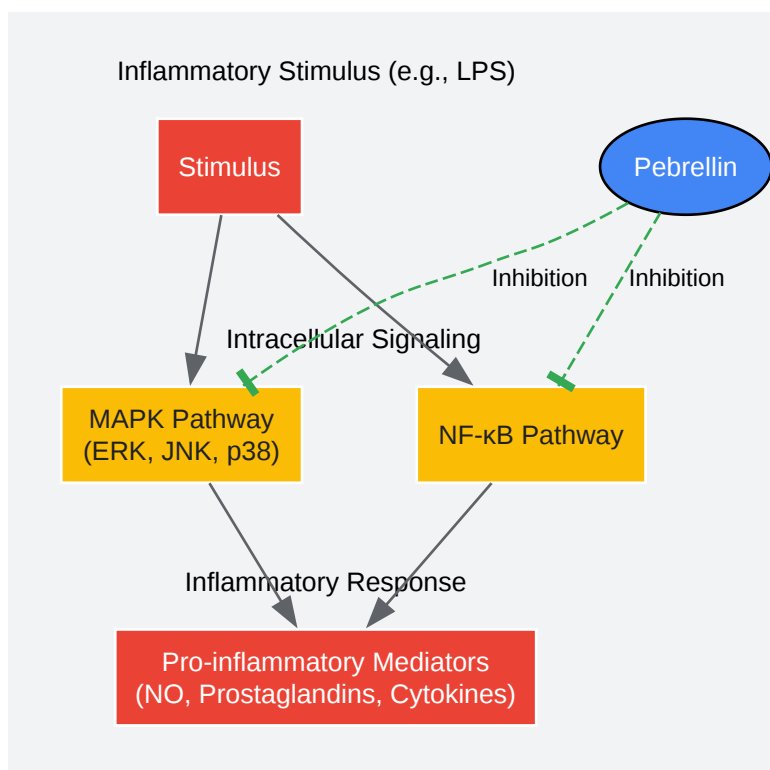 Inflammatory Stimulus (e.g., LPS)
Stimulus
Pebrellin
Inhibition
Inhibition
Intracellular Signaling
MAPK Pathway
(ERK, JNK, p38)
NF-κB Pathway
Inflammatory Response
Pro-inflammatory Mediators
(NO, Prostaglandins, Cytokines)